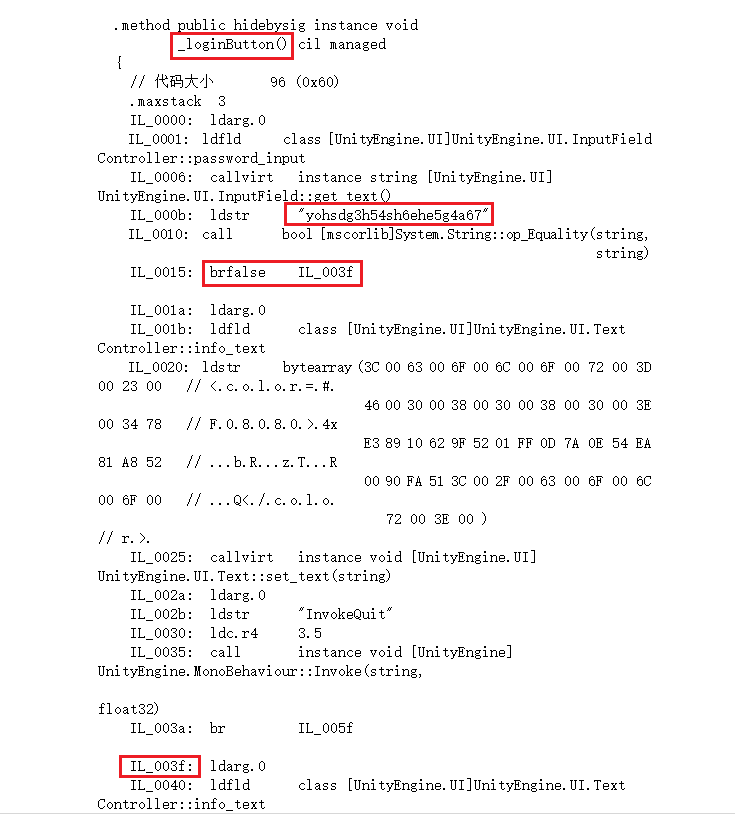 .method public hidebysig instance void
_loginButton() cil managed
{
// 代码大小 96 (0x60)
.maxstack 3
IL_0000: ldarg.0
IL_0001: ldfld class [UnityEngine.UI]UnityEngine.UI.InputField
Controller::password_input
IL_0006: callvirt instance string [UnityEngine.UI]
UnityEngine.UI.InputField::get_text()
IL_000b: ldstr "yohsdg3h54sh6ehe5g4a67"
IL_0010: call bool [mscorlib]System.String::op_Equality(string,
string)
IL_0015: brfalse IL_003f
IL_001a: ldarg.0
IL_001b: ldfld class [UnityEngine.UI]UnityEngine.UI.Text
Controller::info_text
IL_0020: ldstr bytearray (3C 00 63 00 6F 00 6C 00 6F 00 72 00 3D
00 23 00 // <.c.o.l.o.r.=.#.
46 00 30 00 38 00 30 00 38 00 30 00 3E
00 34 78 // F.0.8.0.8.0.>.4x
E3 89 10 62 9F 52 01 FF 0D 7A 0E 54 EA
81 A8 52 // ...b.R...z.T...R
00 90 FA 51 3C 00 2F 00 63 00 6F 00 6C
00 6F 00 // ...Q<./.c.o.l.o.
72 00 3E 00 )
// r.>.
IL_0025: callvirt instance void [UnityEngine.UI]
UnityEngine.UI.Text::set_text(string)
IL_002a: ldarg.0
IL_002b: ldstr "InvokeQuit"
IL_0030: ldc.r4 3.5
IL_0035: call instance void [UnityEngine]
UnityEngine.MonoBehaviour::Invoke(string,
float32)
IL_003a: br IL_005f
IL_003f: ldarg.0
IL_0040: ldfld class [UnityEngine.UI]UnityEngine.UI.Text
Controller::info_text